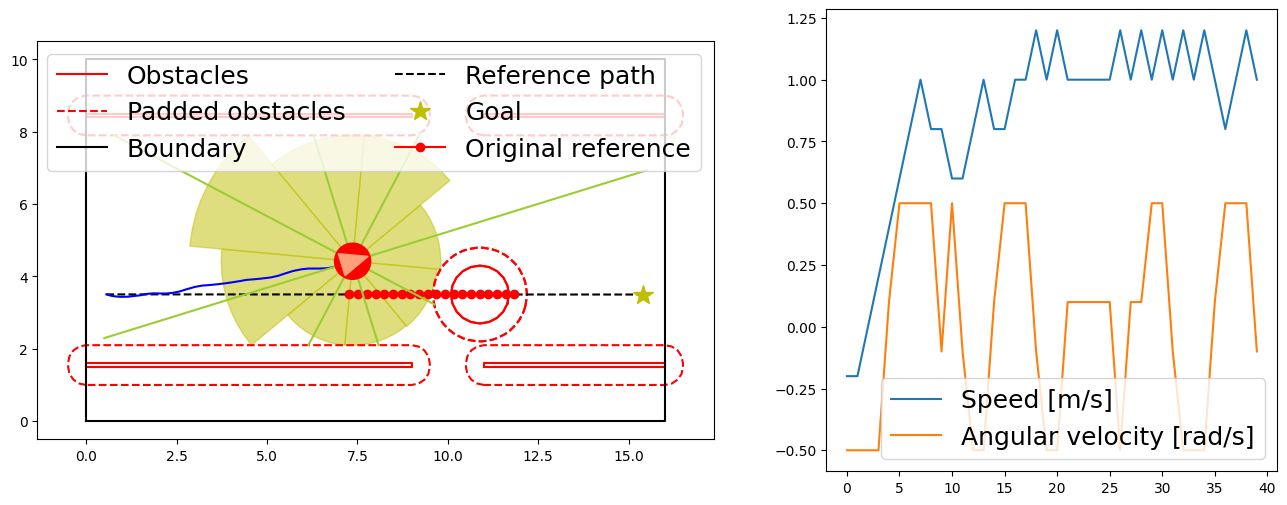 10
8
6
4
2
0
0.0 2.5 5.0 7.5 10.0 12.5 15.0
Obstacles
Padded obstacles
Boundary
Reference path
Goal
Original reference
1.25
1.00
0.75
0.50
0.25
0.00
−0.25
−0.50
0 5 10 15 20 25 30 35 40
Speed [m/s]
Angular velocity [rad/s]